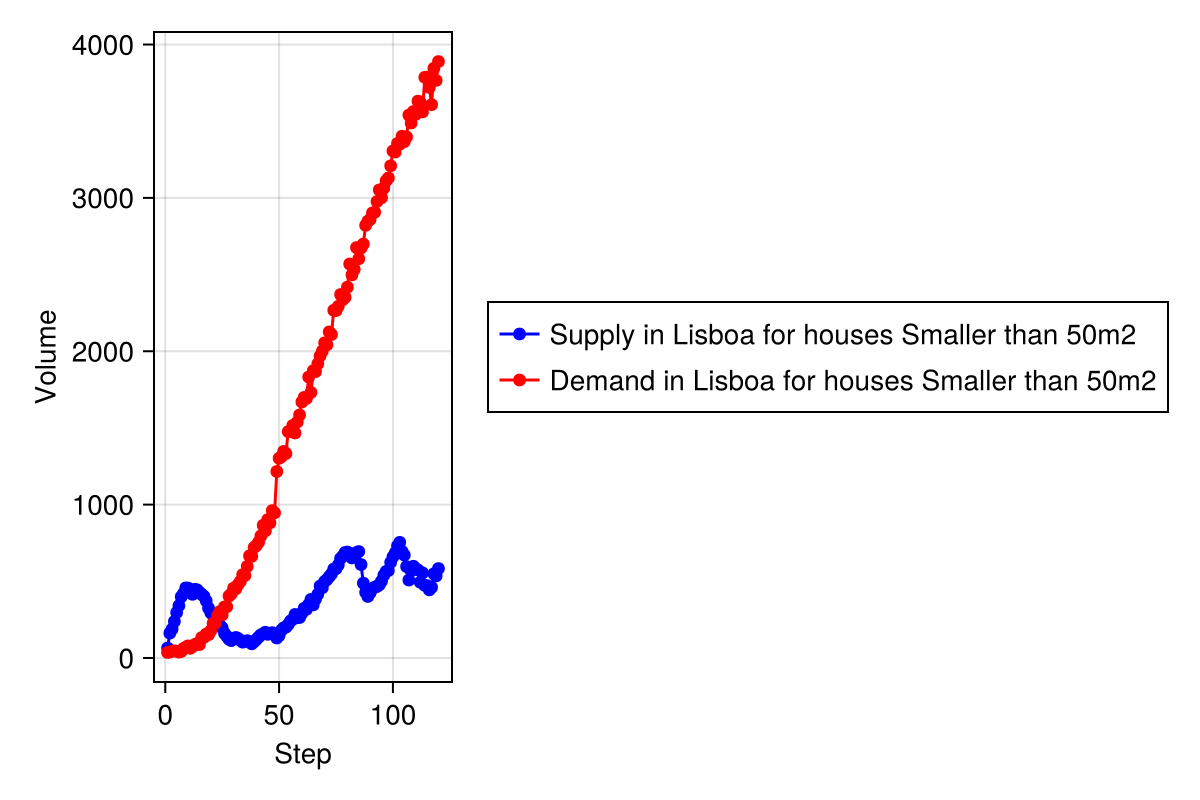 4000
3000
2000
1000
0
Volume
0 50 100
Step
Supply in Lisboa for houses Smaller than 50m2
Demand in Lisboa for houses Smaller than 50m2